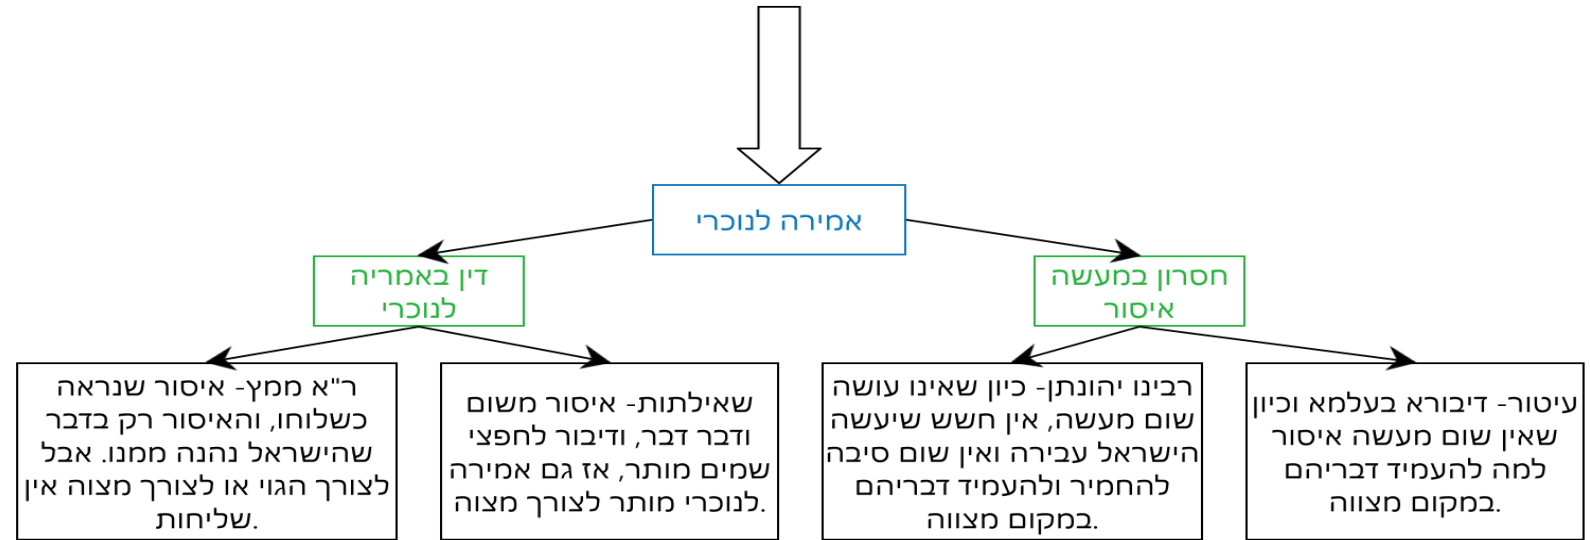 אמירה לנוכרי
חסרון במעשה
איסור
דין באמריה
לנוכרי
עיטור- דיבורא בעלמא וכיון
שאין שום מעשה איסור
למה להעמיד דבריהם
במקום מצווה.
רבינו יהונתן- כיון שאינו עושה
שום מעשה, אין חשש שיעשה
הישראל עבירה ואין שום סיבה
להחמיר ולהעמיד דבריהם
במקום מצווה.
שאילתות- איסור משום
ודבר דבר, ודיבור לחפצי
שמים מותר, אז גם אמירה
לנוכרי מותר לצורך מצוה.
ר"א ממץ- איסור שנראה
כשלוחו, והאיסור רק בדבר
שהישראל נהנה ממנו. אבל
לצורך הגוי או לצורך מצוה אין
שליחות.